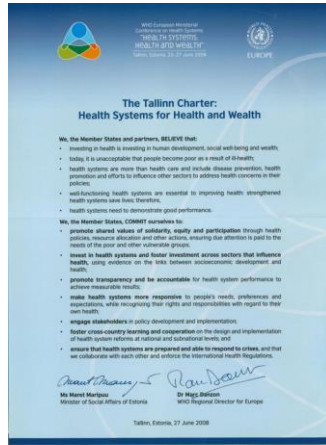 WHO European Ministerial
Conference on Health Systems
"HEALTH SYSTEMS,
HEALTH AND WEALTH"
Tallinn, Estonia, 25–27 June 2008
EUROPE
The Tallinn Charter:
Health Systems for Health and Wealth
We, the Member States and partners, BELIEVE that:
• investing in health is investing in human development, social well-being and wealth;
• today, it is unacceptable that people become poor as a result of ill-health;
• health systems are more than health care and include disease prevention, health
promotion and efforts to influence other sectors to address health concerns in their
policies;
• well-functioning health systems are essential to improving health: strengthened
health systems save lives; therefore,
• health systems need to demonstrate good performance.
We, the Member States, COMMIT ourselves to:
• promote shared values of solidarity, equity and participation through health
policies, resource allocation and other actions, ensuring due attention is paid to the
needs of the poor and other vulnerable groups;
• invest in health systems and foster investment across sectors that influence
health, using evidence on the links between socioeconomic development and
health;
• promote transparency and be accountable for health system performance to
achieve measurable results;
• make health systems more responsive to people's needs, preferences and
expectations, while recognizing their rights and responsibilities with regard to their
own health;
• engage stakeholders in policy development and implementation;
• foster cross-country learning and cooperation on the design and implementation
of health system reforms at national and subnational levels; and
• ensure that health systems are prepared and able to respond to crises, and that
we collaborate with each other and enforce the International Health Regulations.
Ms Maret Maripuu
Minister of Social Affairs of Estonia
Dr Marc Danzon
WHO Regional Director for Europe
Tallinn, Estonia, 27 June 2008